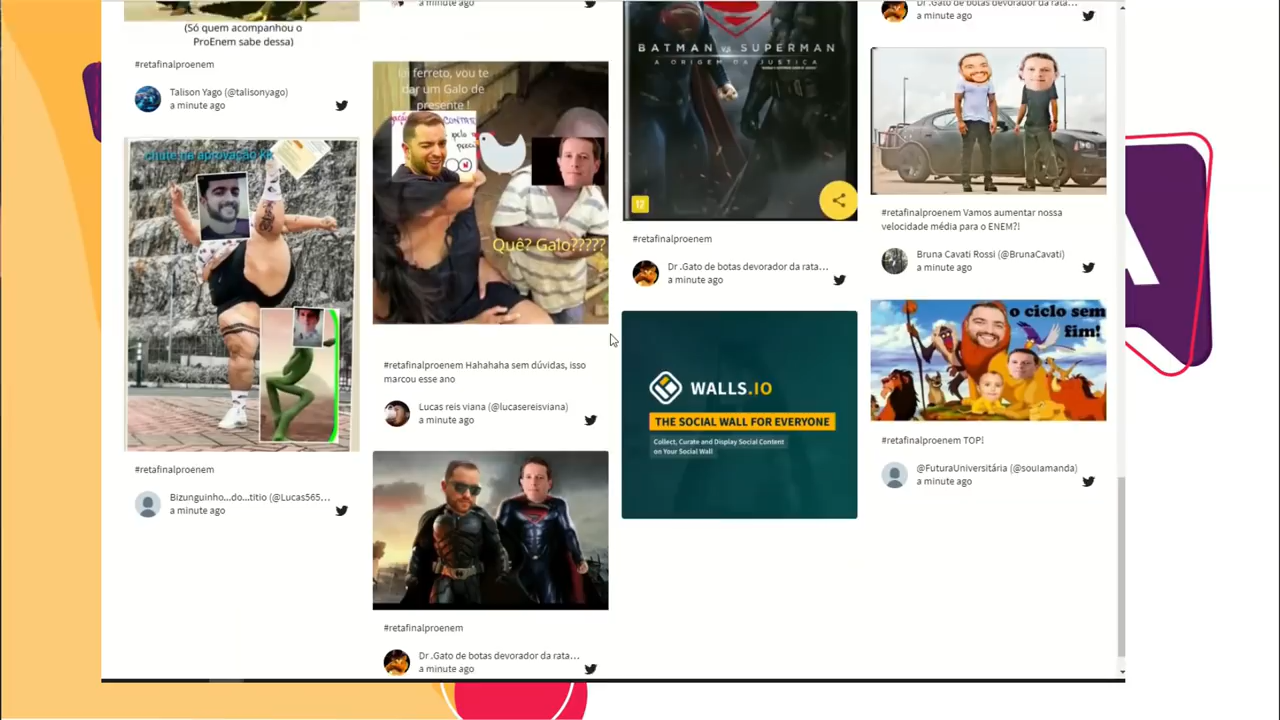 (Só quem acompanhou o
ProEnem sabe dessa)
#retafinalproenem
Talison Yago (@talisonyago)
a minute ago
chute na aprovação kk
#retafinalproenem
Bizunguinho...do...titio (@Lucas565...
a minute ago
a minute ago
ferreto, vou te
dar um Galo de
presente !
Quê? Galo?????
#retafinalproenem Hahahaha sem dúvidas, isso
marcou esse ano
Lucas reis viana (@lucasereisviana)
a minute ago
#retafinalproenem
Dr .Gato de botas devorador da rata...
a minute ago
BATMAN VS SUPERMAN
A ORIGEM DA JUSTIÇA
12
#retafinalproenem
Dr .Gato de botas devorador da rata...
a minute ago
WALLS.IO
THE SOCIAL WALL FOR EVERYONE
Collect, Curate and Display Social Content
on Your Social Wall
Dr .Gato de botas devorador da rata...
a minute ago
#retafinalproenem Vamos aumentar nossa
velocidade média para o ENEM?!
Bruna Cavati Rossi (@BrunaCavati)
a minute ago
o ciclo sem
fim!
#retafinalproenem TOP!
@FuturaUniversitária (@soulamanda)
a minute ago